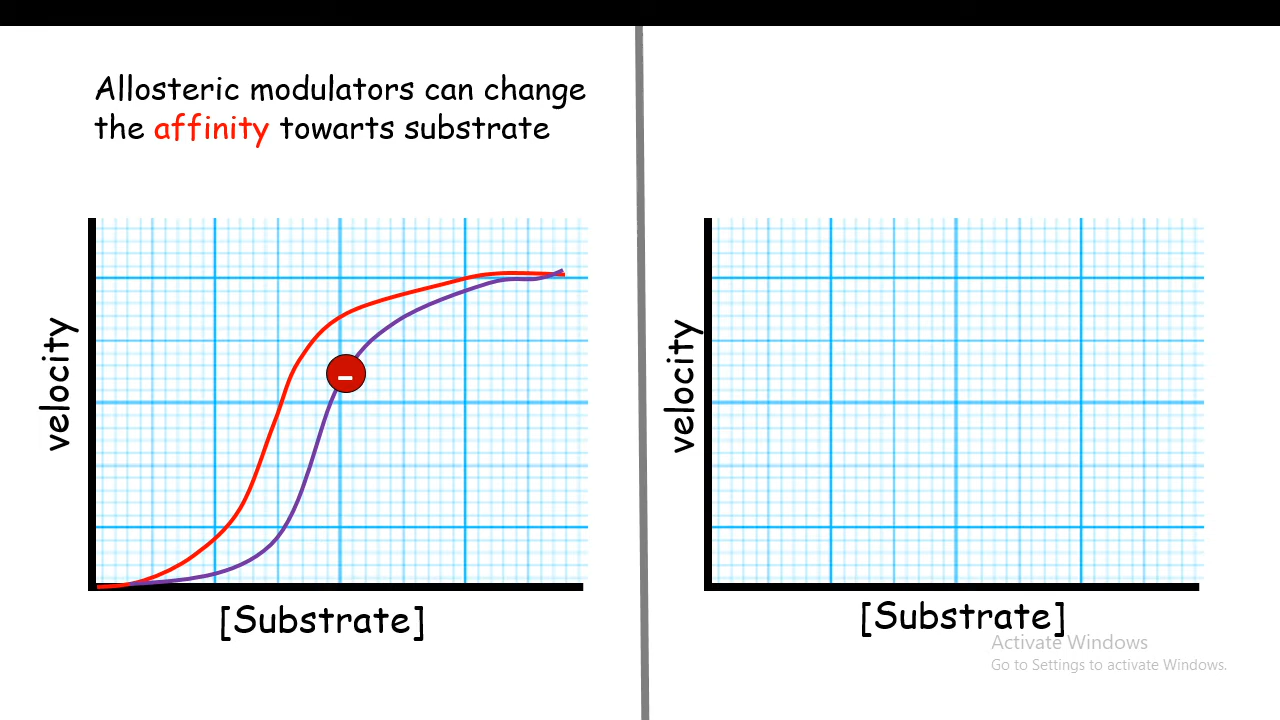 Allosteric modulators can change
the affinity towarts substrate
velocity
–
[Substrate]
velocity
[Substrate]
Activate Windows
Go to Settings to activate Windows.